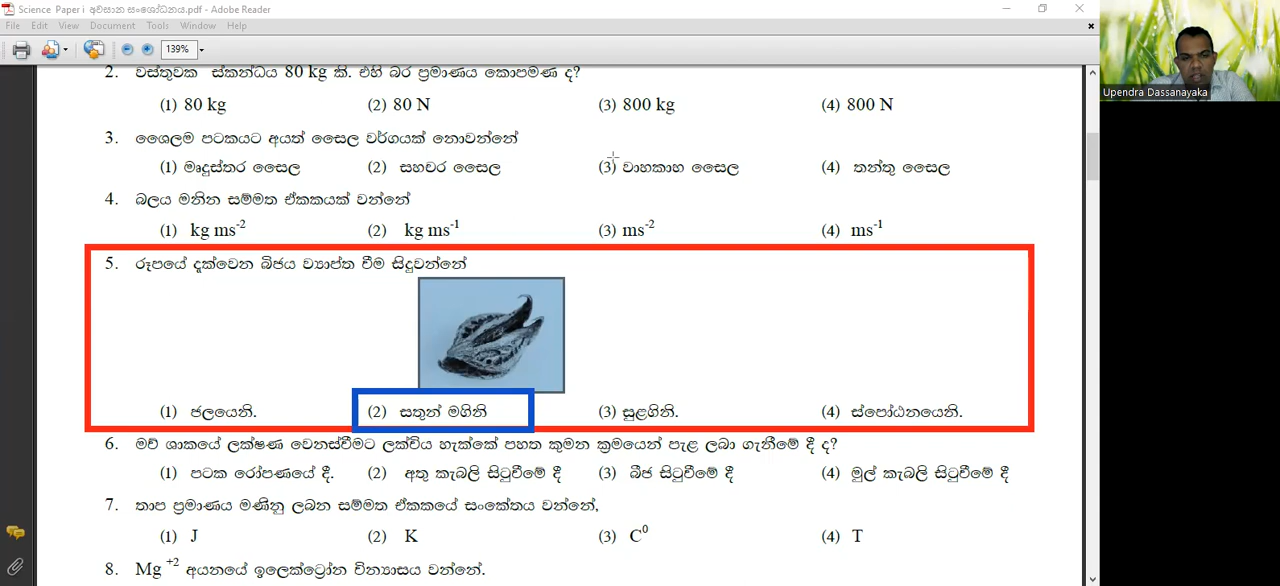 Science Paper i අවසාන සංශෝධනය.pdf - Adobe Reader
File Edit View Document Tools Window Help
139%
Upendra Dassanayaka
2. වස්තුවක ස්කන්ධය 80 kg කි. එහි බර ප්‍රමාණය කොපමණ ද?
(1) 80 kg (2) 80 N (3) 800 kg (4) 800 N
3. ශෛලම පටකයට අයත් සෛල වර්ගයක් නොවන්නේ
(1) මෘදුස්තර සෛල (2) සහචර සෛල (3) වාහකාභ සෛල (4) තන්තු සෛල
4. බලය මනින සම්මත ඒකකයක් වන්නේ
(1) kg ms-2 (2) kg ms-1 (3) ms-2 (4) ms-1
5. රූපයේ දැක්වෙන බීජය ව්‍යාප්ත වීම සිදුවන්නේ
(1) ජලයෙනි. (2) සතුන් මගිනි (3) සුළගිනි. (4) ස්පෝඨනයෙනි.
6. මව් ශාකයේ ලක්ෂණ වෙනස්වීමට ලක්විය හැක්කේ පහත කුමන ක්‍රමයෙන් පැළ ලබා ගැනීමේ දී ද?
(1) පටක රෝපණයේ දී. (2) අතු කැබලි සිටුවීමේ දී (3) බීජ සිටුවීමේ දී (4) මුල් කැබලි සිටුවීමේ දී
7. තාප ප්‍රමාණය මණිනු ලබන සම්මත ඒකකයේ සංකේතය වන්නේ,
(1) J (2) K (3) C0 (4) T
8. Mg +2 අයනයේ ඉලෙක්ට්‍රෝන වින්‍යාසය වන්නේ.